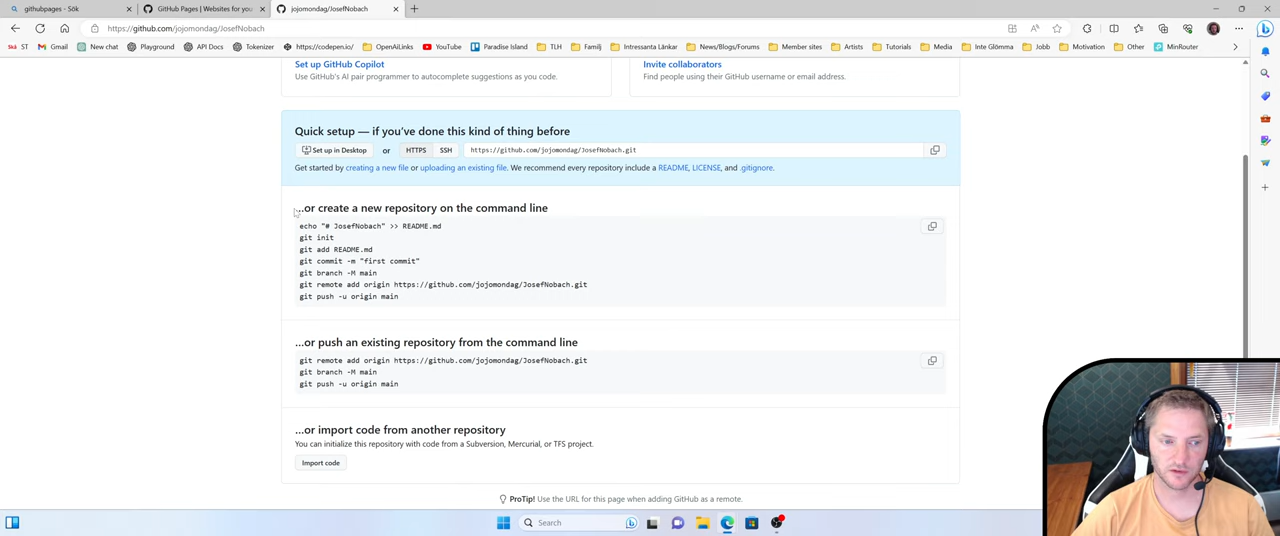 githubpages - Sök
GitHub Pages | Websites for you
jojomondag/JosefNobach
https://github.com/jojomondag/JosefNobach
ST
Gmail
New chat
Playground
API Docs
Tokenizer
https://codepen.io/
OpenAiLinks
YouTube
Paradise Island
TLH
Familj
Intressanta Länkar
News/Blogs/Forums
Member sites
Artists
Tutorials
Media
Inte Glömma
Jobb
Motivation
Other
MinRouter
Set up GitHub Copilot
Use GitHub's AI pair programmer to autocomplete suggestions as you code.
Invite collaborators
Find people using their GitHub username or email address.
Quick setup — if you've done this kind of thing before
Set up in Desktop or HTTPS SSH https://github.com/jojomondag/JosefNobach.git
Get started by creating a new file or uploading an existing file. We recommend every repository include a README, LICENSE, and .gitignore.
...or create a new repository on the command line
echo "# JosefNobach" >> README.md
git init
git add README.md
git commit -m "first commit"
git branch -M main
git remote add origin https://github.com/jojomondag/JosefNobach.git
git push -u origin main
...or push an existing repository from the command line
git remote add origin https://github.com/jojomondag/JosefNobach.git
git branch -M main
git push -u origin main
...or import code from another repository
You can initialize this repository with code from a Subversion, Mercurial, or TFS project.
Import code
ProTip! Use the URL for this page when adding GitHub as a remote.
Search